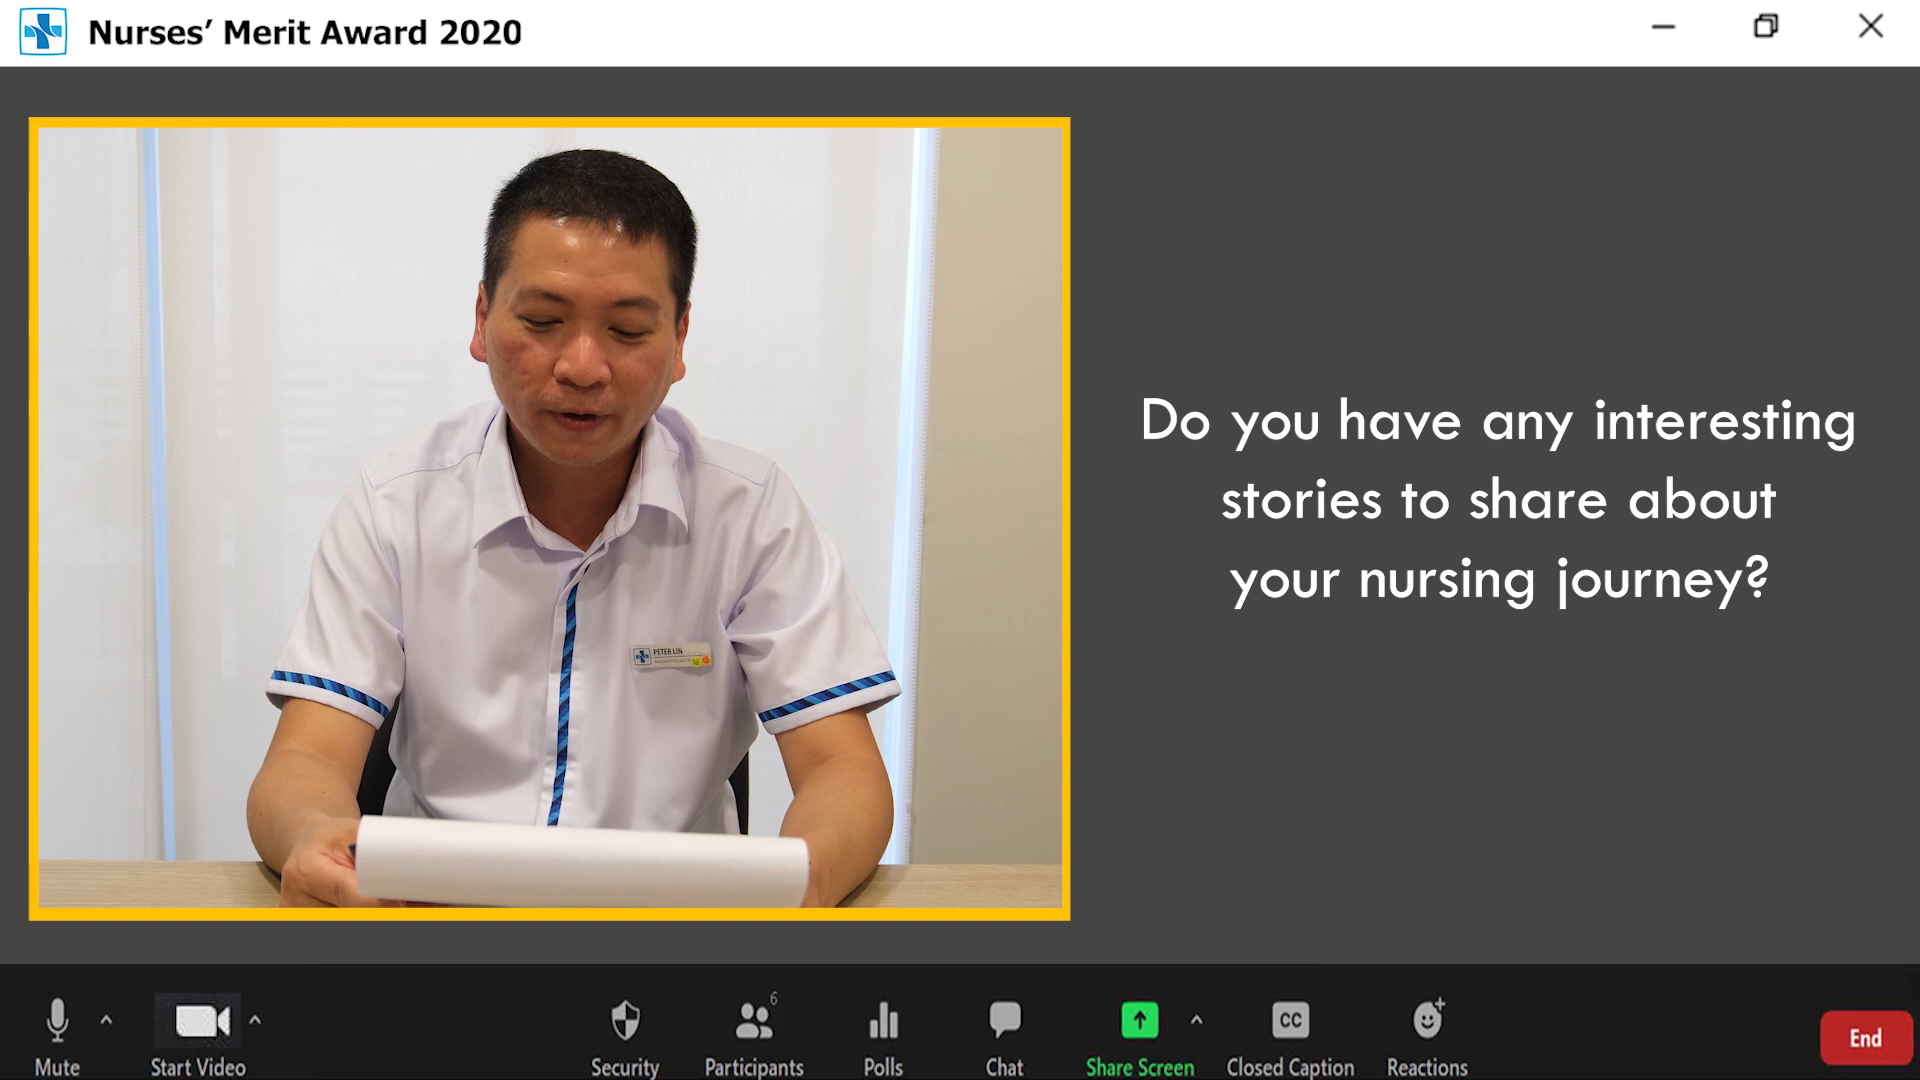 Nurses’ Merit Award 2020
PETER LIN
Do you have any interesting
stories to share about
your nursing journey?
6
Mute
Start Video
Security
Participants
Polls
Chat
Share Screen
CC
Closed Caption
Reactions
End